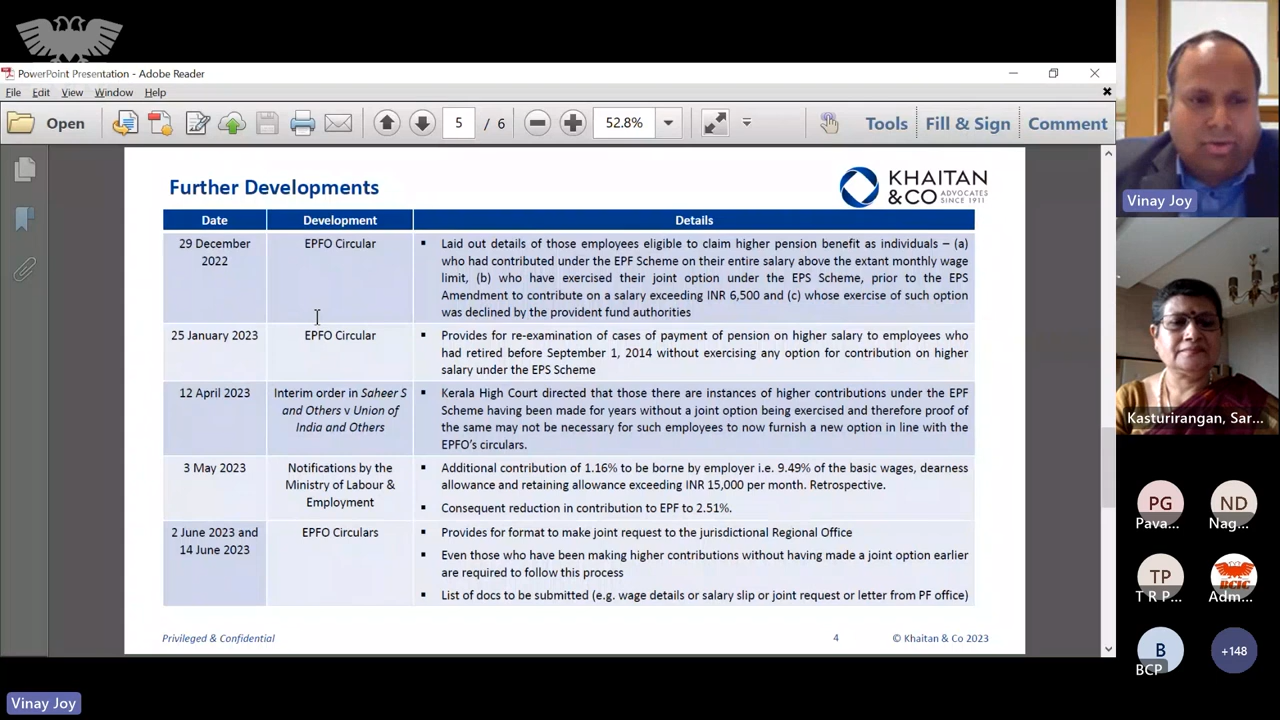 PowerPoint Presentation - Adobe Reader
File Edit View Window Help
Open
5 / 6
52.8%
Tools
Fill & Sign
Comment
Further Developments
KHAITAN
& CO ADVOCATES
SINCE 1911
Date Development Details
29 December
2022
EPFO Circular
▪ Laid out details of those employees eligible to claim higher pension benefit as individuals – (a)
who had contributed under the EPF Scheme on their entire salary above the extant monthly wage
limit, (b) who have exercised their joint option under the EPS Scheme, prior to the EPS
Amendment to contribute on a salary exceeding INR 6,500 and (c) whose exercise of such option
was declined by the provident fund authorities
25 January 2023
EPFO Circular
▪ Provides for re-examination of cases of payment of pension on higher salary to employees who
had retired before September 1, 2014 without exercising any option for contribution on higher
salary under the EPS Scheme
12 April 2023
Interim order in Saheer S
and Others v Union of
India and Others
▪ Kerala High Court directed that those there are instances of higher contributions under the EPF
Scheme having been made for years without a joint option being exercised and therefore proof of
the same may not be necessary for such employees to now furnish a new option in line with the
EPFO's circulars.
3 May 2023
Notifications by the
Ministry of Labour &
Employment
▪ Additional contribution of 1.16% to be borne by employer i.e. 9.49% of the basic wages, dearness
allowance and retaining allowance exceeding INR 15,000 per month. Retrospective.
▪ Consequent reduction in contribution to EPF to 2.51%.
2 June 2023 and
14 June 2023
EPFO Circulars
▪ Provides for format to make joint request to the jurisdictional Regional Office
▪ Even those who have been making higher contributions without having made a joint option earlier
are required to follow this process
▪ List of docs to be submitted (e.g. wage details or salary slip or joint request or letter from PF office)
Privileged & Confidential
4
© Khaitan & Co 2023
Vinay Joy
Vinay Joy
Kasturirangan, Sar...
PG
Pava...
ND
Nag...
TP
T R P...
BCIC
Adm...
B
BCP
+148